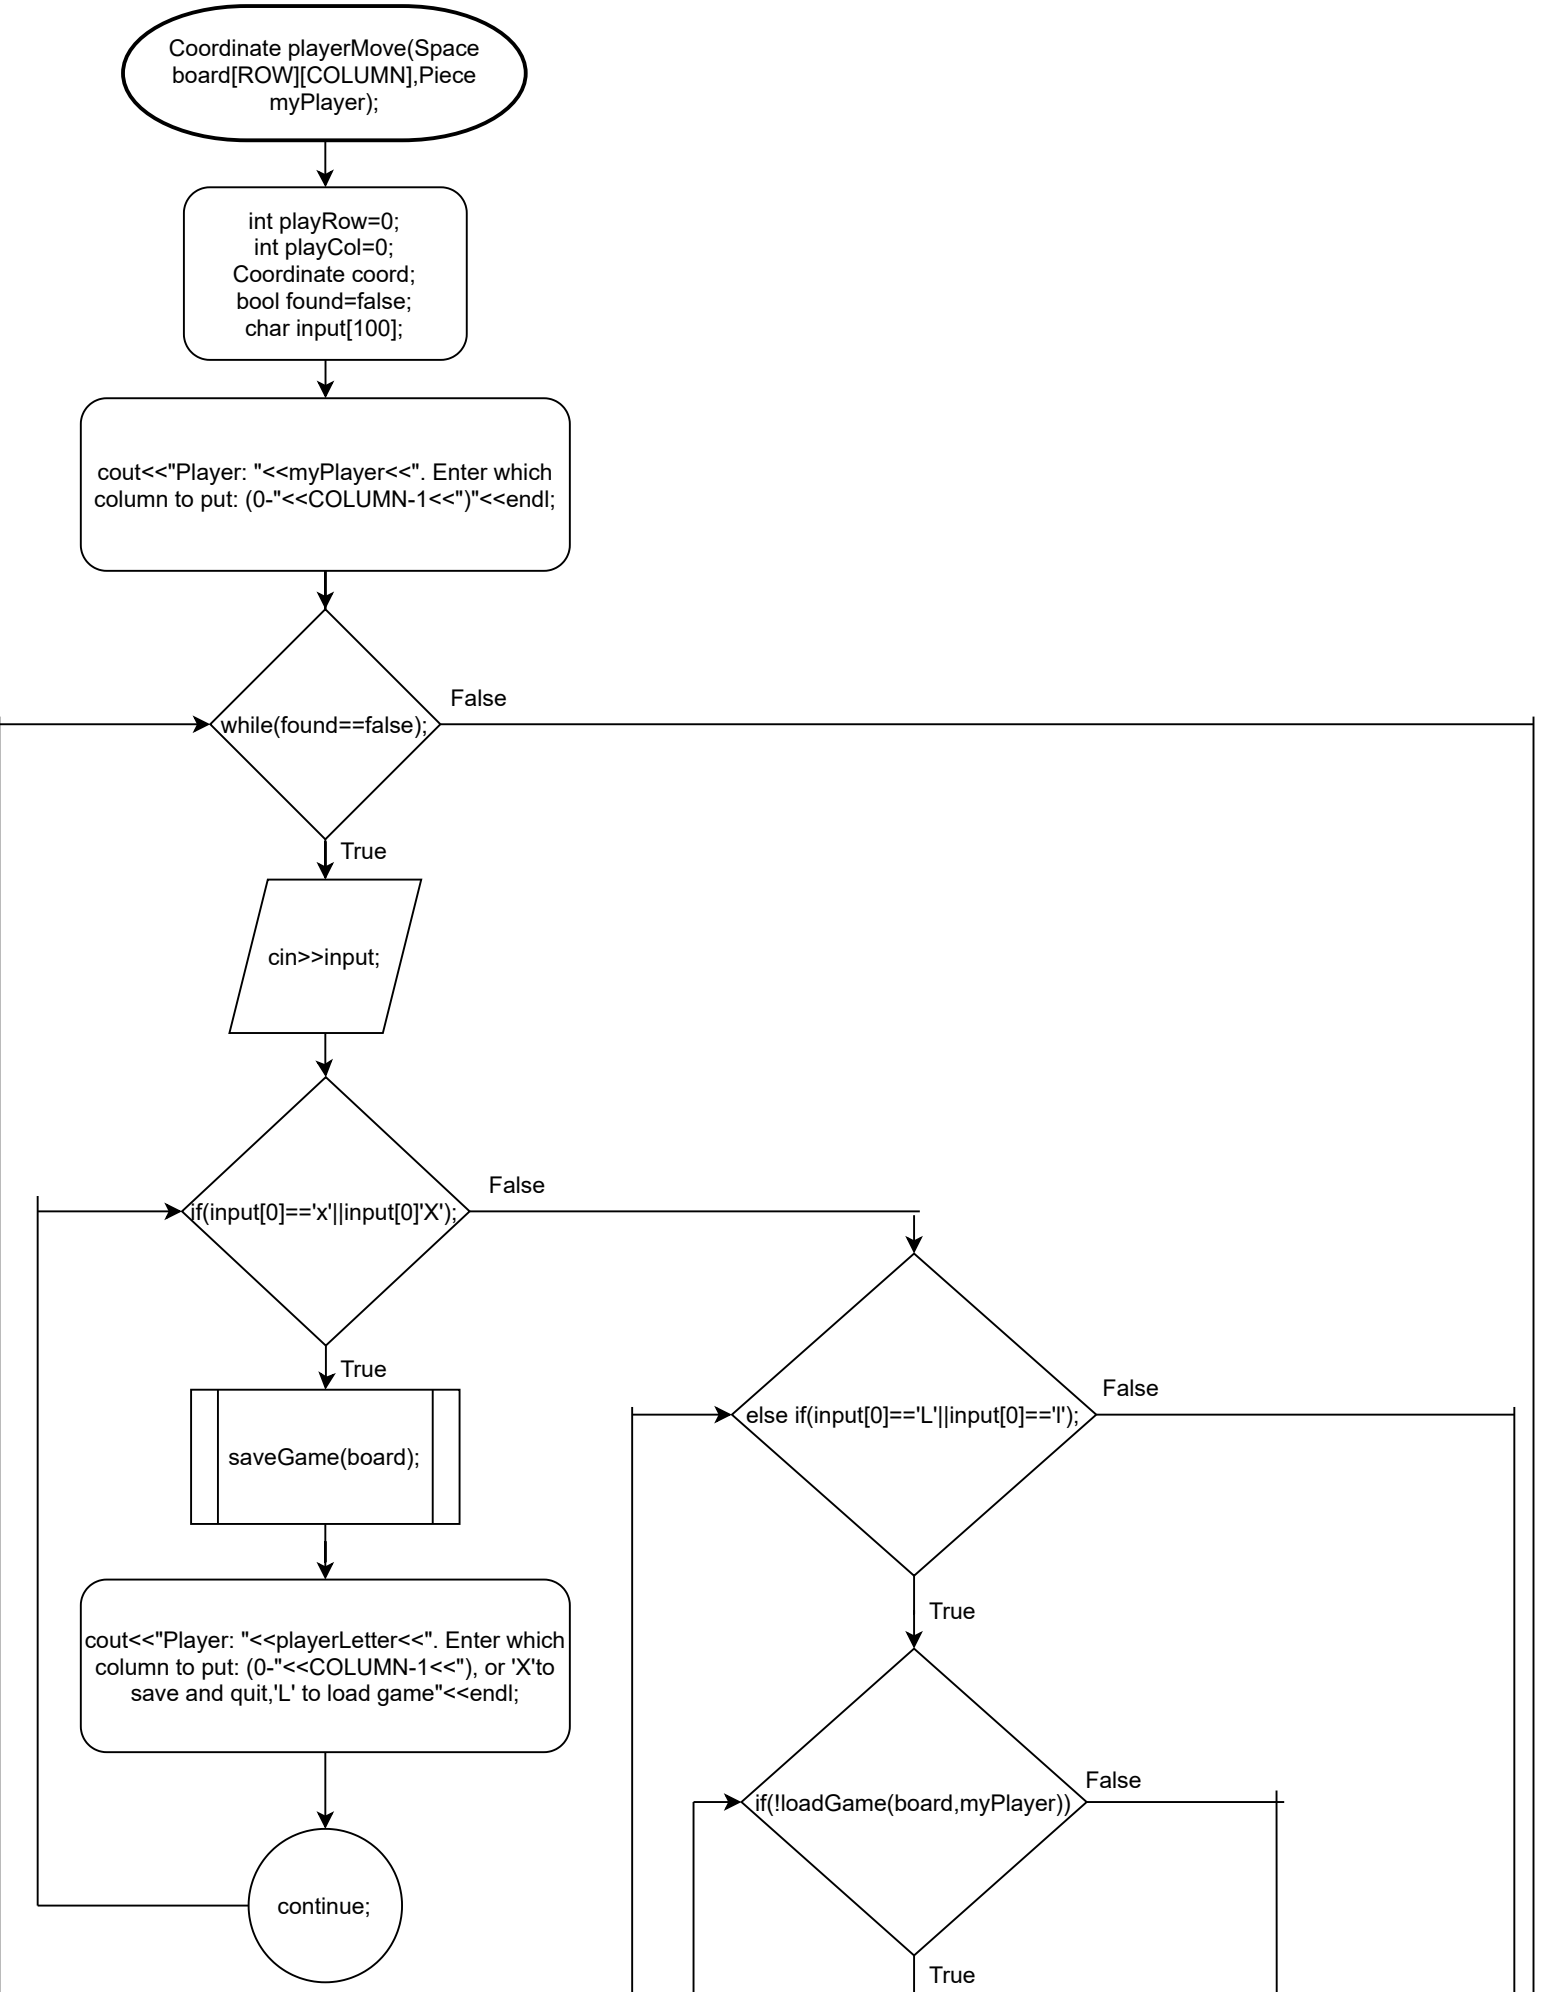 Coordinate playerMove(Space
board[ROW][COLUMN],Piece
myPlayer);
int playRow=0;
int playCol=0;
Coordinate coord;
bool found=false;
char input[100];
cout<<"Player: "<<myPlayer<<". Enter which
column to put: (0-"<<COLUMN-1<<")"<<endl;
while(found==false);
False
True
cin>>input;
if(input[0]=='x'||input[0]'X');
False
True
saveGame(board);
cout<<"Player: "<<playerLetter<<". Enter which
column to put: (0-"<<COLUMN-1<<"), or 'X'to
save and quit,'L' to load game"<<endl;
continue;
else if(input[0]=='L'||input[0]=='l');
False
True
if(!loadGame(board,myPlayer))
False
True